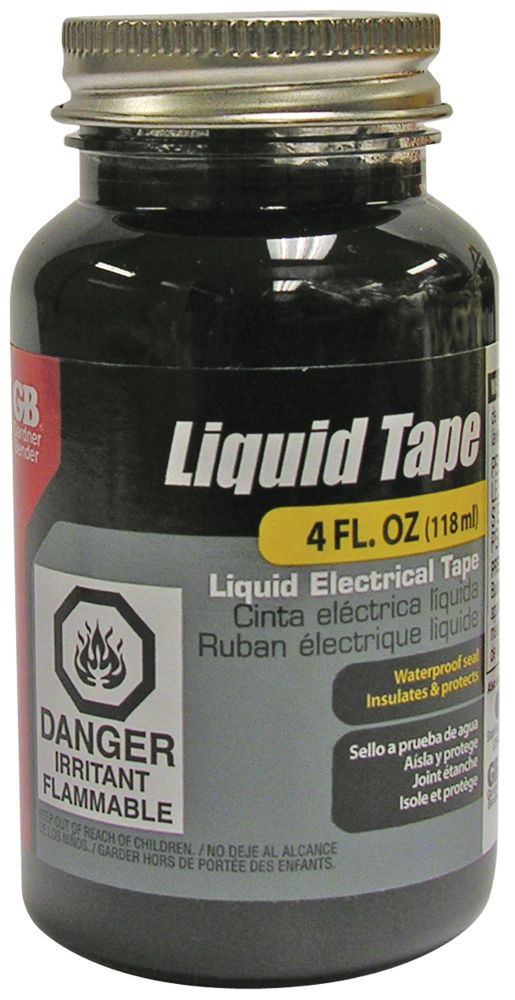 GB
Gardner
Bender
Liquid Tape
4 FL. OZ (118 ml)
Liquid Electrical Tape
Cinta eléctrica líquida
Ruban électrique liquide
Waterproof seal
Insulates & protects
Sello a prueba de agua
Aísla y protege
Joint étanche
Isole et protège
DANGER
IRRITANT
FLAMMABLE
KEEP OUT OF REACH OF CHILDREN. / NO DEJE AL ALCANCE
DE LOS NIÑOS. / GARDER HORS DE PORTÉE DES ENFANTS.